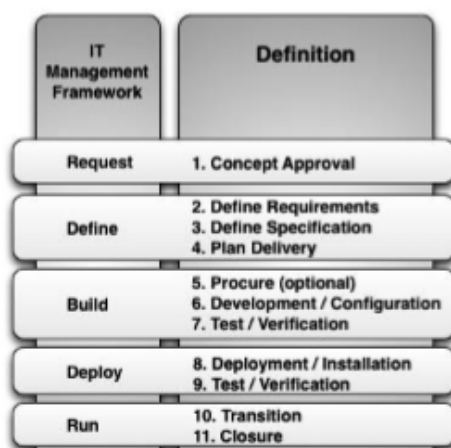 IT
Management
Framework
Definition
Request
1. Concept Approval
Define
2. Define Requirements
3. Define Specification
4. Plan Delivery
Build
5. Procure (optional)
6. Development / Configuration
7. Test / Verification
Deploy
8. Deployment / Installation
9. Test / Verification
Run
10. Transition
11. Closure